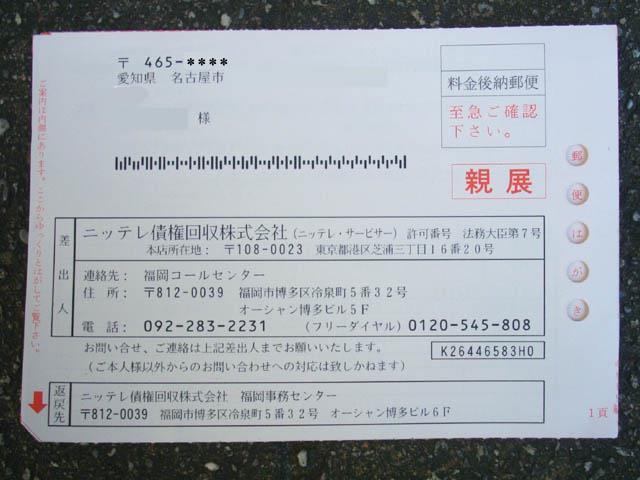 〒 465-****
愛知県 名古屋市
様
料金後納郵便
至急ご確認
下さい。
親展
郵便はがき
ご案内は内側にあります。ここからゆっくりとはがしてご覧下さい。
差出人
ニッテレ債権回収株式会社(ニッテレ・サービサー) 許可番号 法務大臣第7号
本店所在地: 〒108-0023 東京都港区芝浦三丁目16番20号
連絡先: 福岡コールセンター
住所: 〒812-0039 福岡市博多区冷泉町5番32号
オーシャン博多ビル5F
電話: 092-283-2231 (フリーダイヤル) 0120-545-808
お問い合せ、ご連絡は上記差出人までお願いいたします。
(ご本人様以外からのお問い合わせへの対応は致しかねます)
K26446583H0
返戻先
ニッテレ債権回収株式会社 福岡事務センター
〒812-0039 福岡市博多区冷泉町5番32号 オーシャン博多ビル6F
1頁